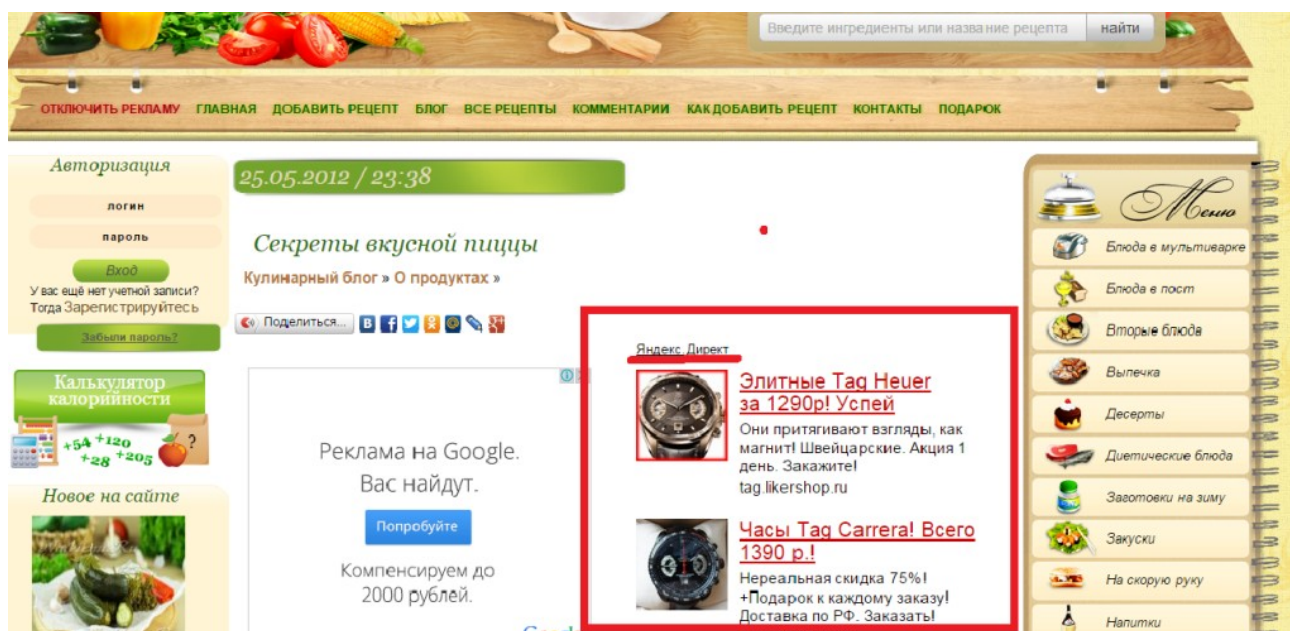 Введите ингредиенты или название рецепта
найти
ОТКЛЮЧИТЬ РЕКЛАМУ ГЛАВНАЯ ДОБАВИТЬ РЕЦЕПТ БЛОГ ВСЕ РЕЦЕПТЫ КОММЕНТАРИИ КАК ДОБАВИТЬ РЕЦЕПТ КОНТАКТЫ ПОДАРОК
Авторизация
логин
пароль
Вход
У вас ещё нет учетной записи?
Тогда Зарегистрируйтесь
Забыли пароль?
Калькулятор
калорийности
+54 +120
+28 +205
?
Новое на сайте
25.05.2012 / 23:38
Секреты вкусной пиццы
Кулинарный блог » О продуктах »
Поделиться...
Реклама на Google.
Вас найдут.
Попробуйте
Компенсируем до
2000 рублей.
Яндекс.Директ
Элитные Tag Heuer
за 1290р! Успей
Они притягивают взгляды, как
магнит! Швейцарские. Акция 1
день. Закажите!
tag.likershop.ru
Часы Tag Carrera! Всего
1390 р.!
Нереальная скидка 75%!
+Подарок к каждому заказу!
Доставка по РФ. Заказать!
Меню
Блюда в мультиварке
Блюда в пост
Вторые блюда
Выпечка
Десерты
Диетические блюда
Заготовки на зиму
Закуски
На скорую руку
Напитки